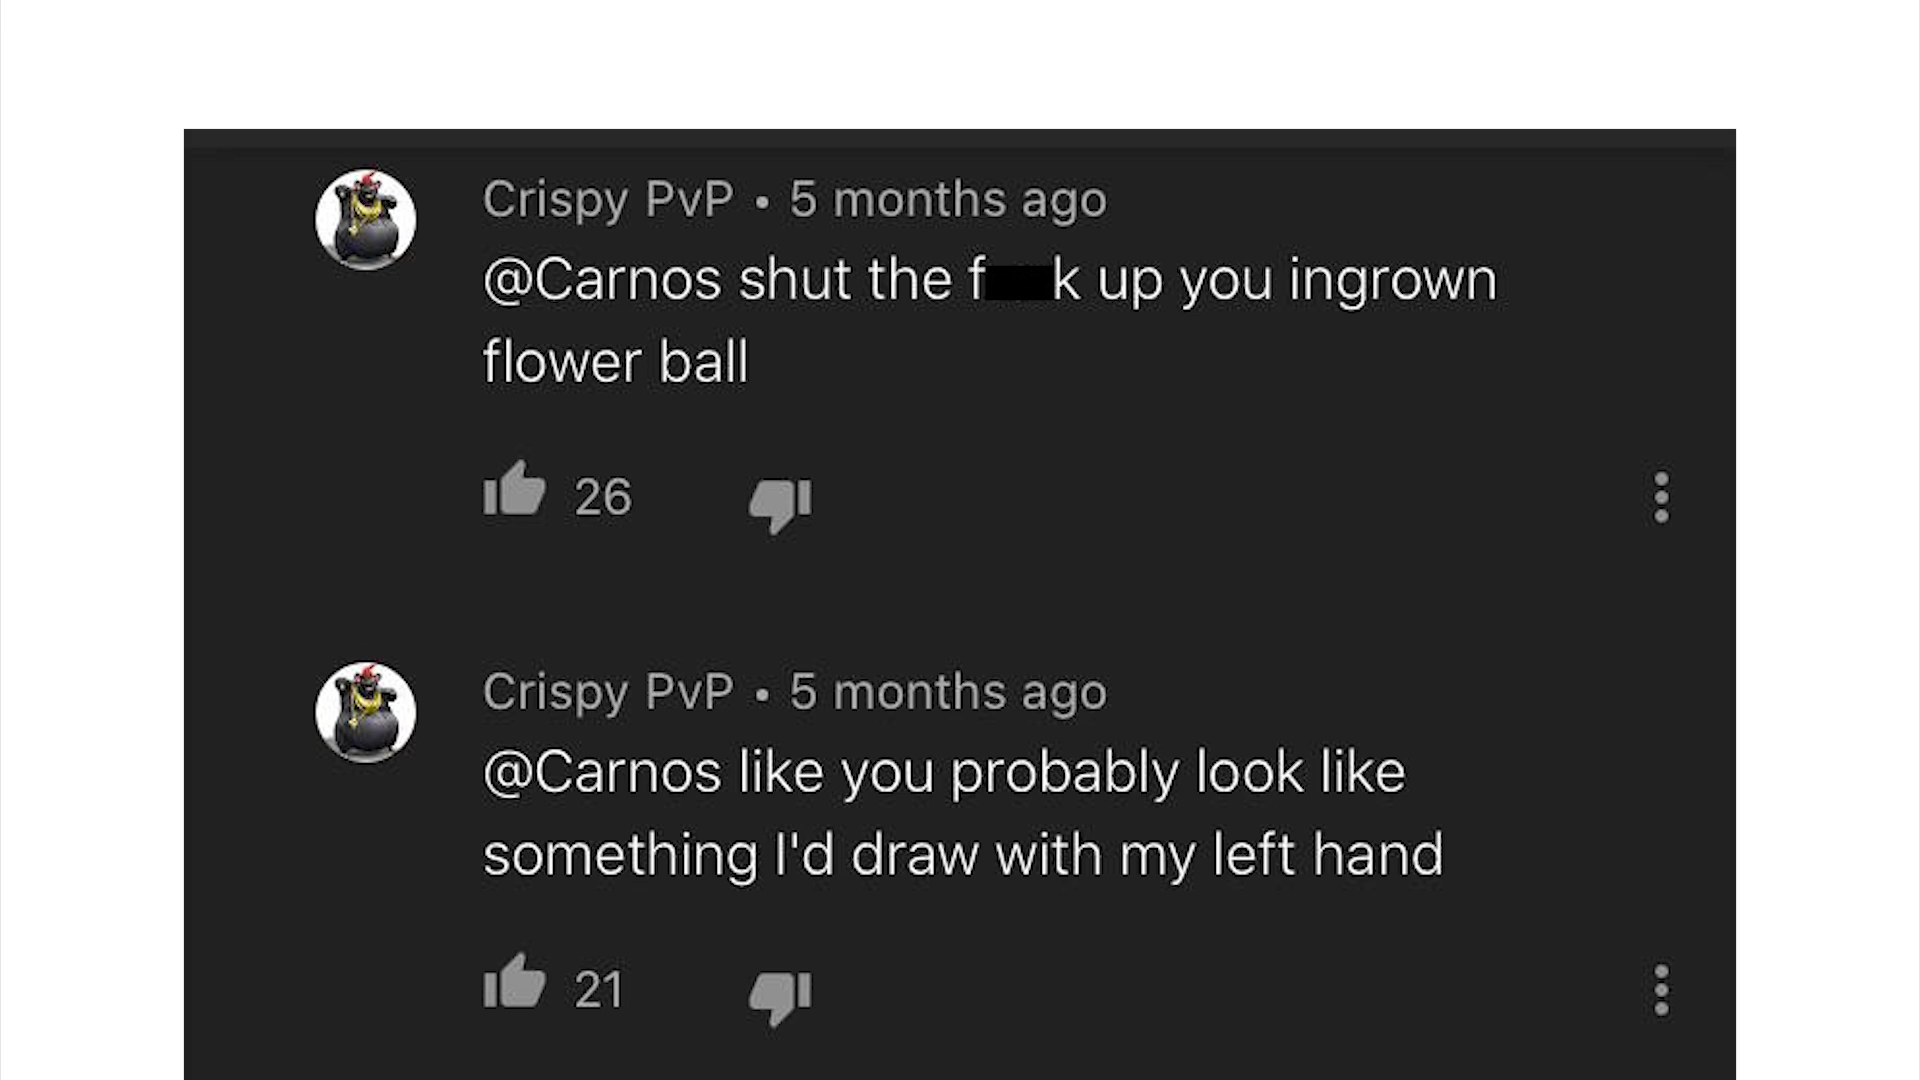 Crispy PvP • 5 months ago
@Carnos shut the f k up you ingrown
flower ball
26
Crispy PvP • 5 months ago
@Carnos like you probably look like
something I'd draw with my left hand
21